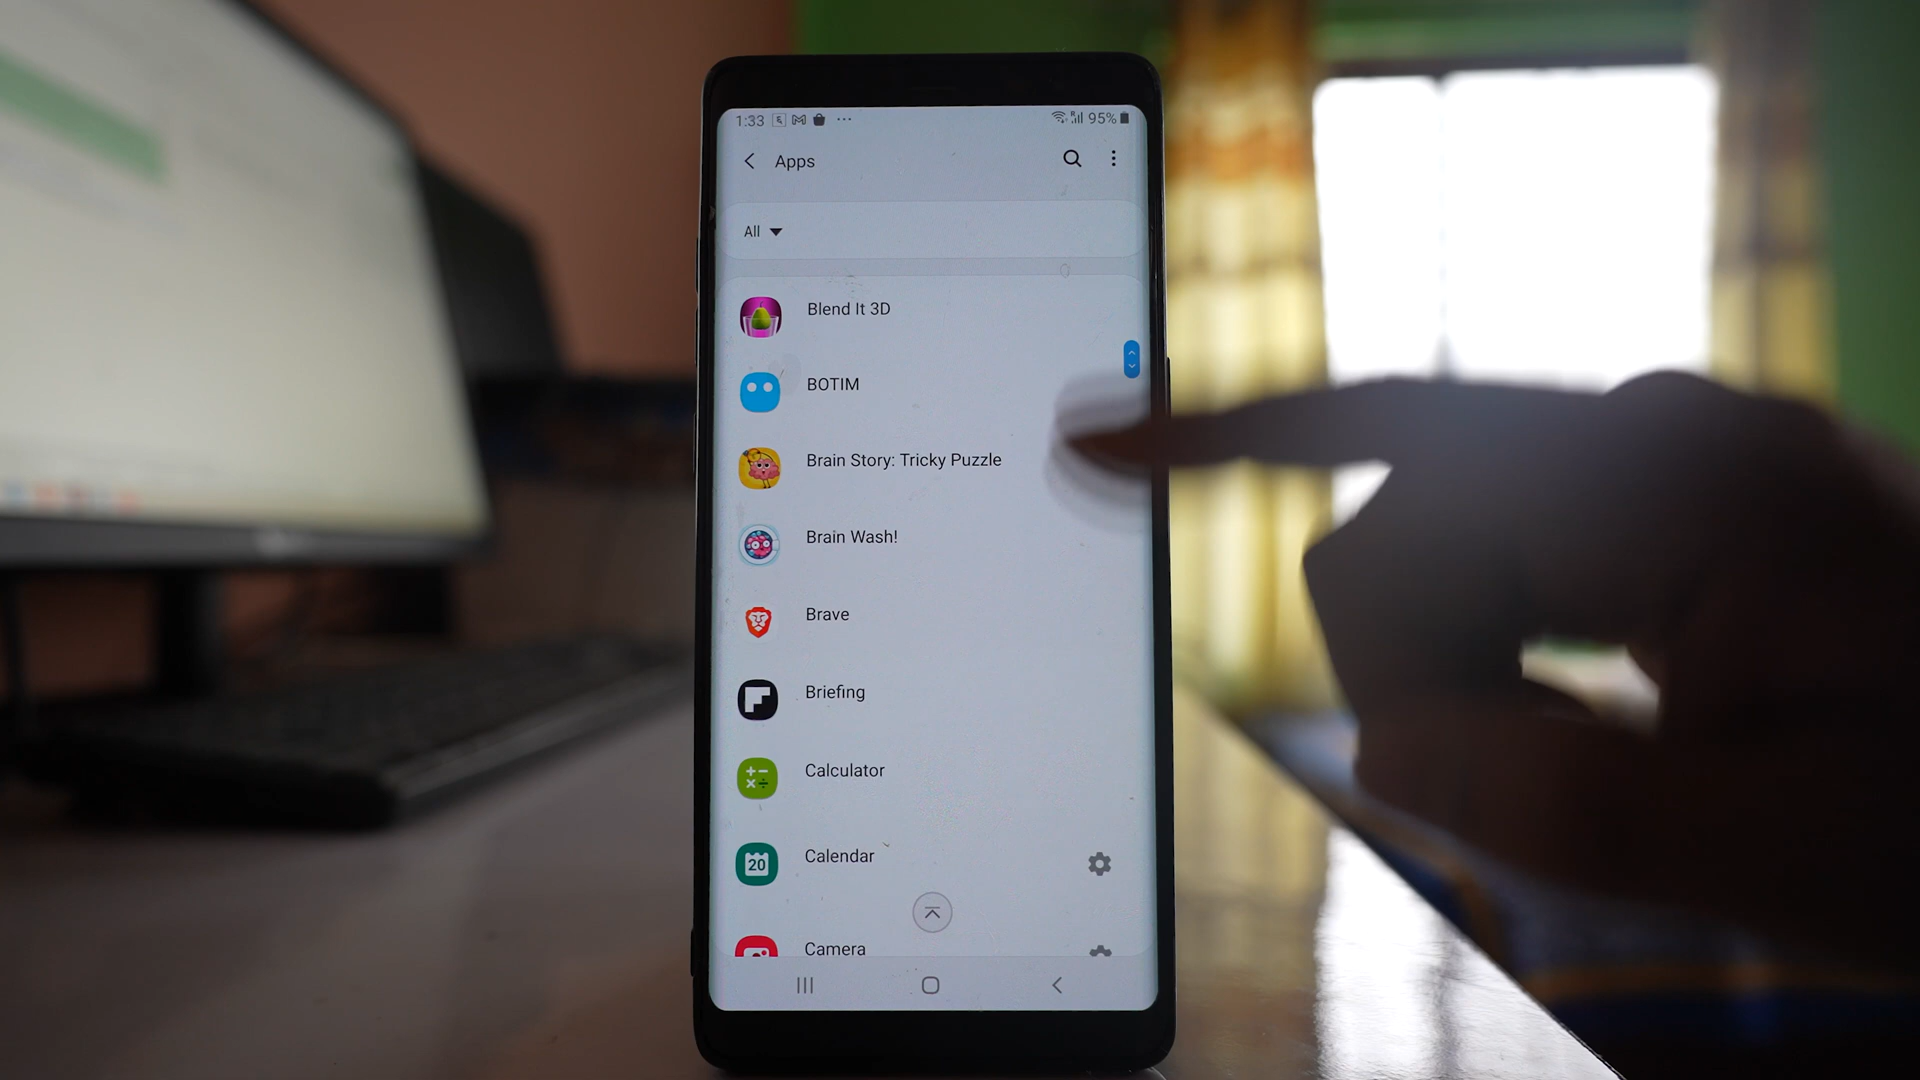 1:33 ... 95%
Apps
All
Blend It 3D
BOTIM
Brain Story: Tricky Puzzle
Brain Wash!
Brave
Briefing
Calculator
20 Calendar
Camera